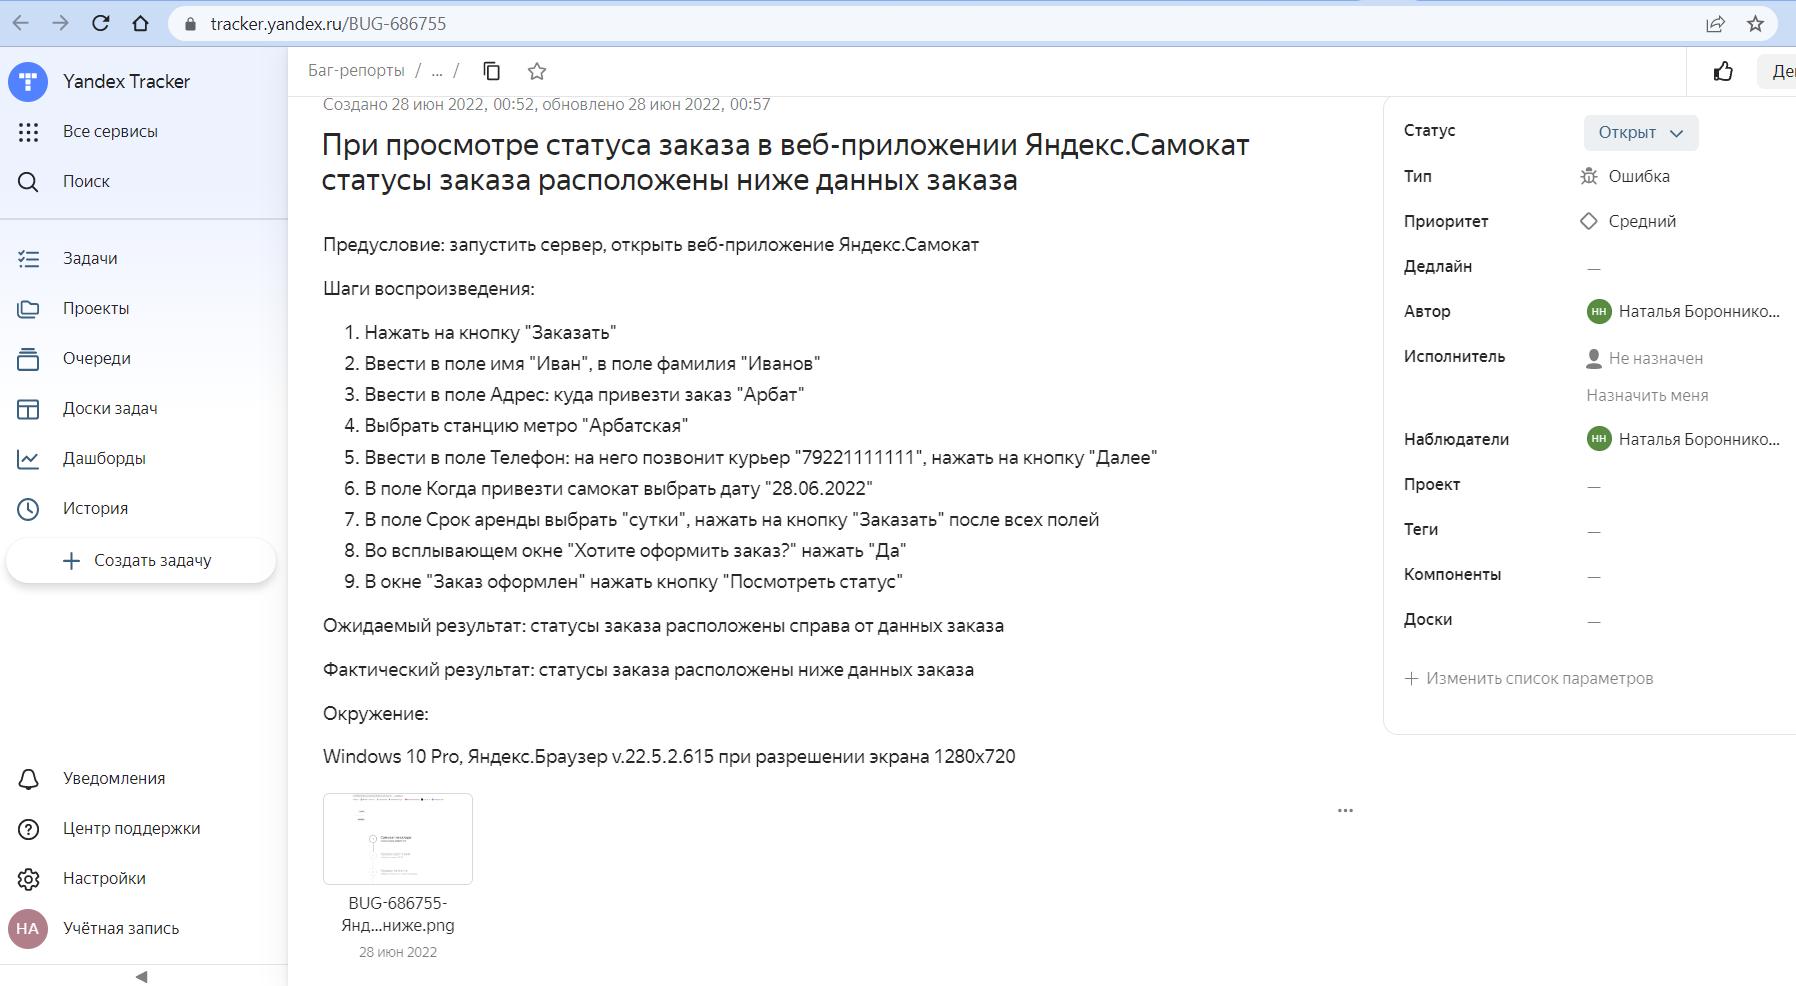 tracker.yandex.ru/BUG-686755
Yandex Tracker
Все сервисы
Поиск
Задачи
Проекты
Очереди
Доски задач
Дашборды
История
Создать задачу
Уведомления
Центр поддержки
Настройки
НА Учётная запись
Баг-репорты / ... /
Создано 28 июн 2022, 00:52, обновлено 28 июн 2022, 00:57
При просмотре статуса заказа в веб-приложении Яндекс.Самокат
статусы заказа расположены ниже данных заказа
Предусловие: запустить сервер, открыть веб-приложение Яндекс.Самокат
Шаги воспроизведения:
1. Нажать на кнопку "Заказать"
2. Ввести в поле имя "Иван", в поле фамилия "Иванов"
3. Ввести в поле Адрес: куда привезти заказ "Арбат"
4. Выбрать станцию метро "Арбатская"
5. Ввести в поле Телефон: на него позвонит курьер "79221111111", нажать на кнопку "Далее"
6. В поле Когда привезти самокат выбрать дату "28.06.2022"
7. В поле Срок аренды выбрать "сутки", нажать на кнопку "Заказать" после всех полей
8. Во всплывающем окне "Хотите оформить заказ?" нажать "Да"
9. В окне "Заказ оформлен" нажать кнопку "Посмотреть статус"
Ожидаемый результат: статусы заказа расположены справа от данных заказа
Фактический результат: статусы заказа расположены ниже данных заказа
Окружение:
Windows 10 Pro, Яндекс.Браузер v.22.5.2.615 при разрешении экрана 1280x720
BUG-686755-
Янд...ниже.png
28 июн 2022
Де
Статус Открыт
Тип Ошибка
Приоритет Средний
Дедлайн —
Автор НН Наталья Бороннико...
Исполнитель Не назначен
Назначить меня
Наблюдатели НН Наталья Бороннико...
Проект —
Теги —
Компоненты —
Доски —
Изменить список параметров